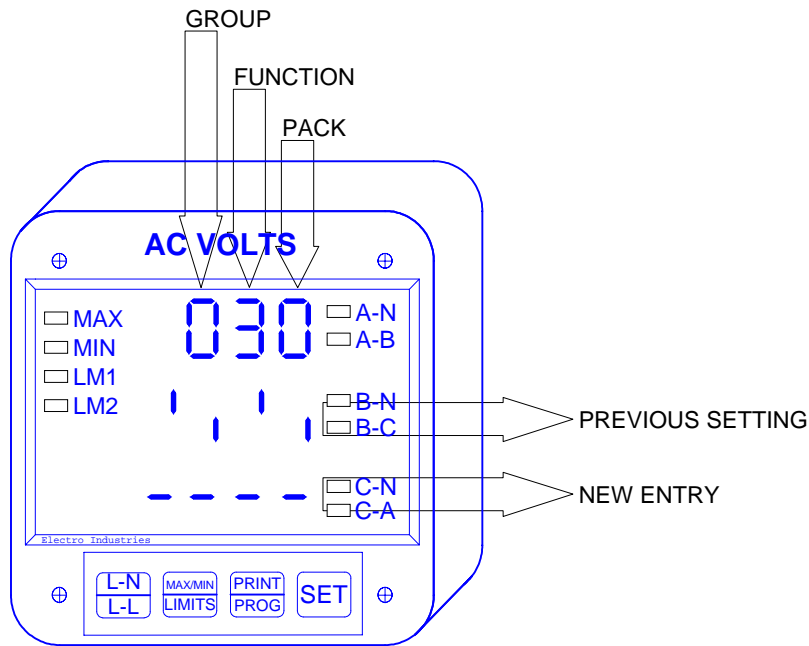 GROUP
FUNCTION
PACK
AC VOLTS
030
MAX
MIN
LM1
LM2
A-N
A-B
B-N
B-C
PREVIOUS SETTING
C-N
C-A
NEW ENTRY
- - - -
Electro Industries
L-N
L-L
MAX/MIN
LIMITS
PRINT
PROG
SET